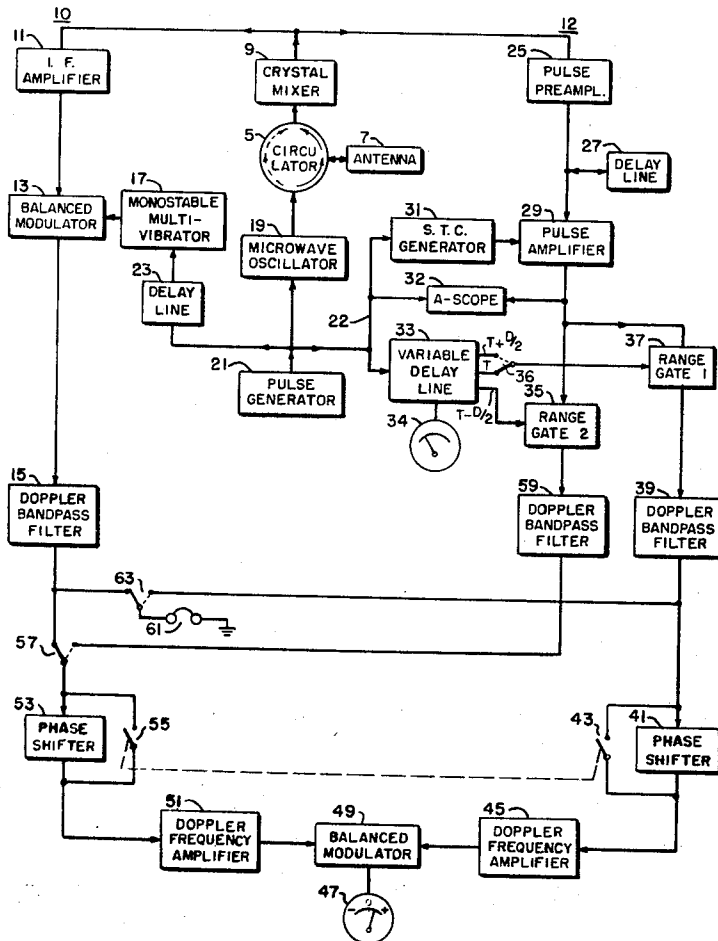 10
12
11
I. F.
AMPLIFIER
9
CRYSTAL
MIXER
25
PULSE
PREAMPL.
5
CIRCU
LATOR
7
ANTENNA
27
DELAY
LINE
13
BALANCED
MODULATOR
17
MONOSTABLE
MULTI-
VIBRATOR
19
MICROWAVE
OSCILLATOR
31
S. T. C.
GENERATOR
29
PULSE
AMPLIFIER
23
DELAY
LINE
32
A-SCOPE
22
33
VARIABLE
DELAY
LINE
T+D/2
T
36
T-D/2
37
RANGE
GATE 1
21
PULSE
GENERATOR
34
35
RANGE
GATE 2
15
DOPPLER
BANDPASS
FILTER
59
DOPPLER
BANDPASS
FILTER
39
DOPPLER
BANDPASS
FILTER
63
61
57
53
PHASE
SHIFTER
55
43
41
PHASE
SHIFTER
51
DOPPLER
FREQUENCY
AMPLIFIER
49
BALANCED
MODULATOR
45
DOPPLER
FREQUENCY
AMPLIFIER
47
- 0 +